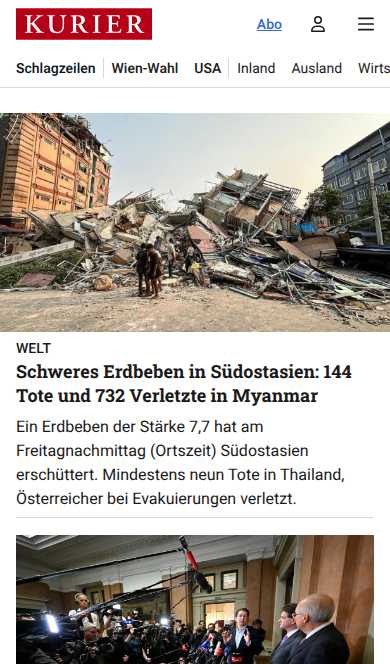 KURIER
Abo
Schlagzeilen Wien-Wahl USA Inland Ausland Wirts
WELT
Schweres Erdbeben in Südostasien: 144
Tote und 732 Verletzte in Myanmar
Ein Erdbeben der Stärke 7,7 hat am
Freitagnachmittag (Ortszeit) Südostasien
erschüttert. Mindestens neun Tote in Thailand,
Österreicher bei Evakuierungen verletzt.